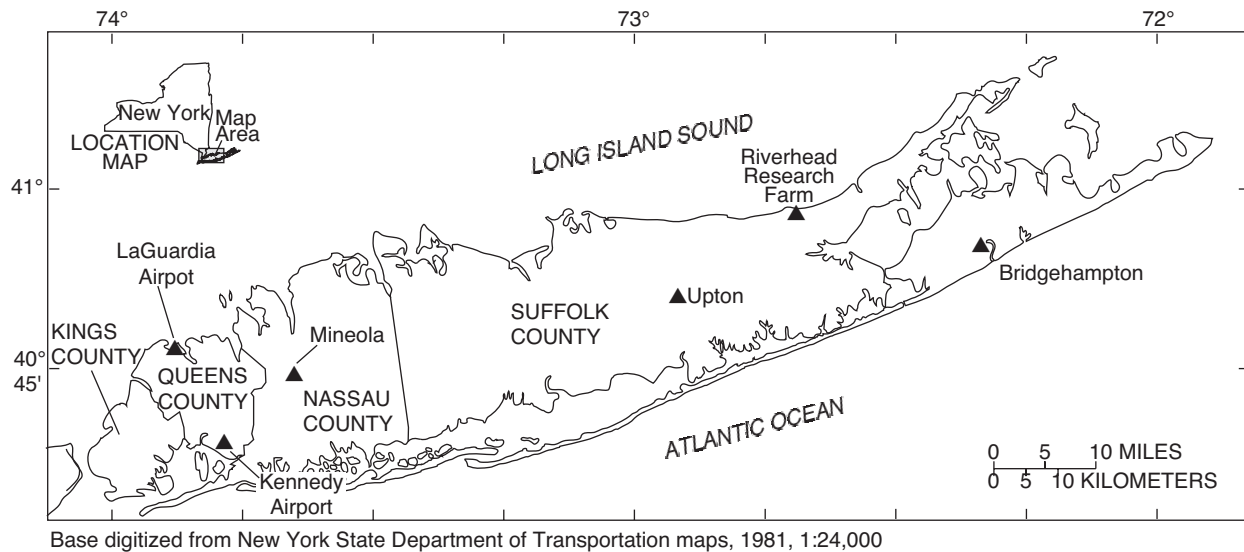 74°
73°
72°
New York
Map
Area
LOCATION
MAP
LONG ISLAND SOUND
Riverhead
Research
Farm
41°
LaGuardia
Airpot
Bridgehampton
Upton
SUFFOLK
COUNTY
KINGS
COUNTY
Mineola
40°
45'
QUEENS
COUNTY
NASSAU
COUNTY
ATLANTIC OCEAN
0 5 10 MILES
0 5 10 KILOMETERS
Kennedy
Airport
Base digitized from New York State Department of Transportation maps, 1981, 1:24,000